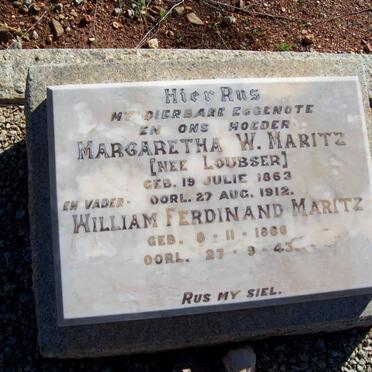 Hier Rus
MY DIERBARE EGGENOTE
EN ONS MOEDER
MARGARETHA W. MARITZ
[NEE LOUBSER]
GEB. 19 JULIE 1863
OORL. 27 AUG. 1912.
EN VADER.
WILLIAM FERDINAND MARITZ
GEB. 9-11-1866
OORL. 27-9-43
RUS MY SIEL.